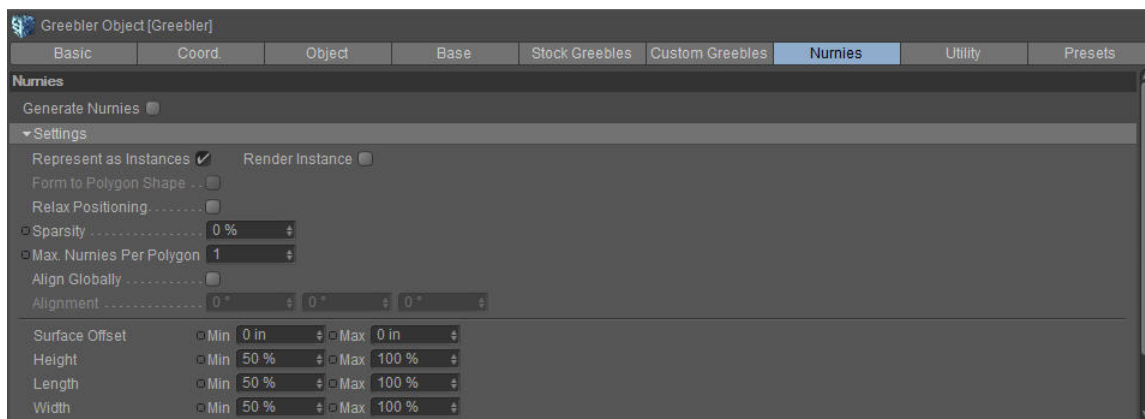 Greebler Object [Greebler]
Basic Coord. Object Base Stock Greebles Custom Greebles Nurnies Utility Presets
Nurnies
Generate Nurnies
Settings
Represent as Instances Render Instance
Form to Polygon Shape . .
Relax Positioning. . . . . . . .
Sparsity . . . . . . . . . . . . . . . . 0 %
Max. Nurnies Per Polygon 1
Align Globally . . . . . . . . . . .
Alignment . . . . . . . . . . . . . . 0 ° 0 ° 0 °
Surface Offset Min 0 in Max 0 in
Height Min 50 % Max 100 %
Length Min 50 % Max 100 %
Width Min 50 % Max 100 %